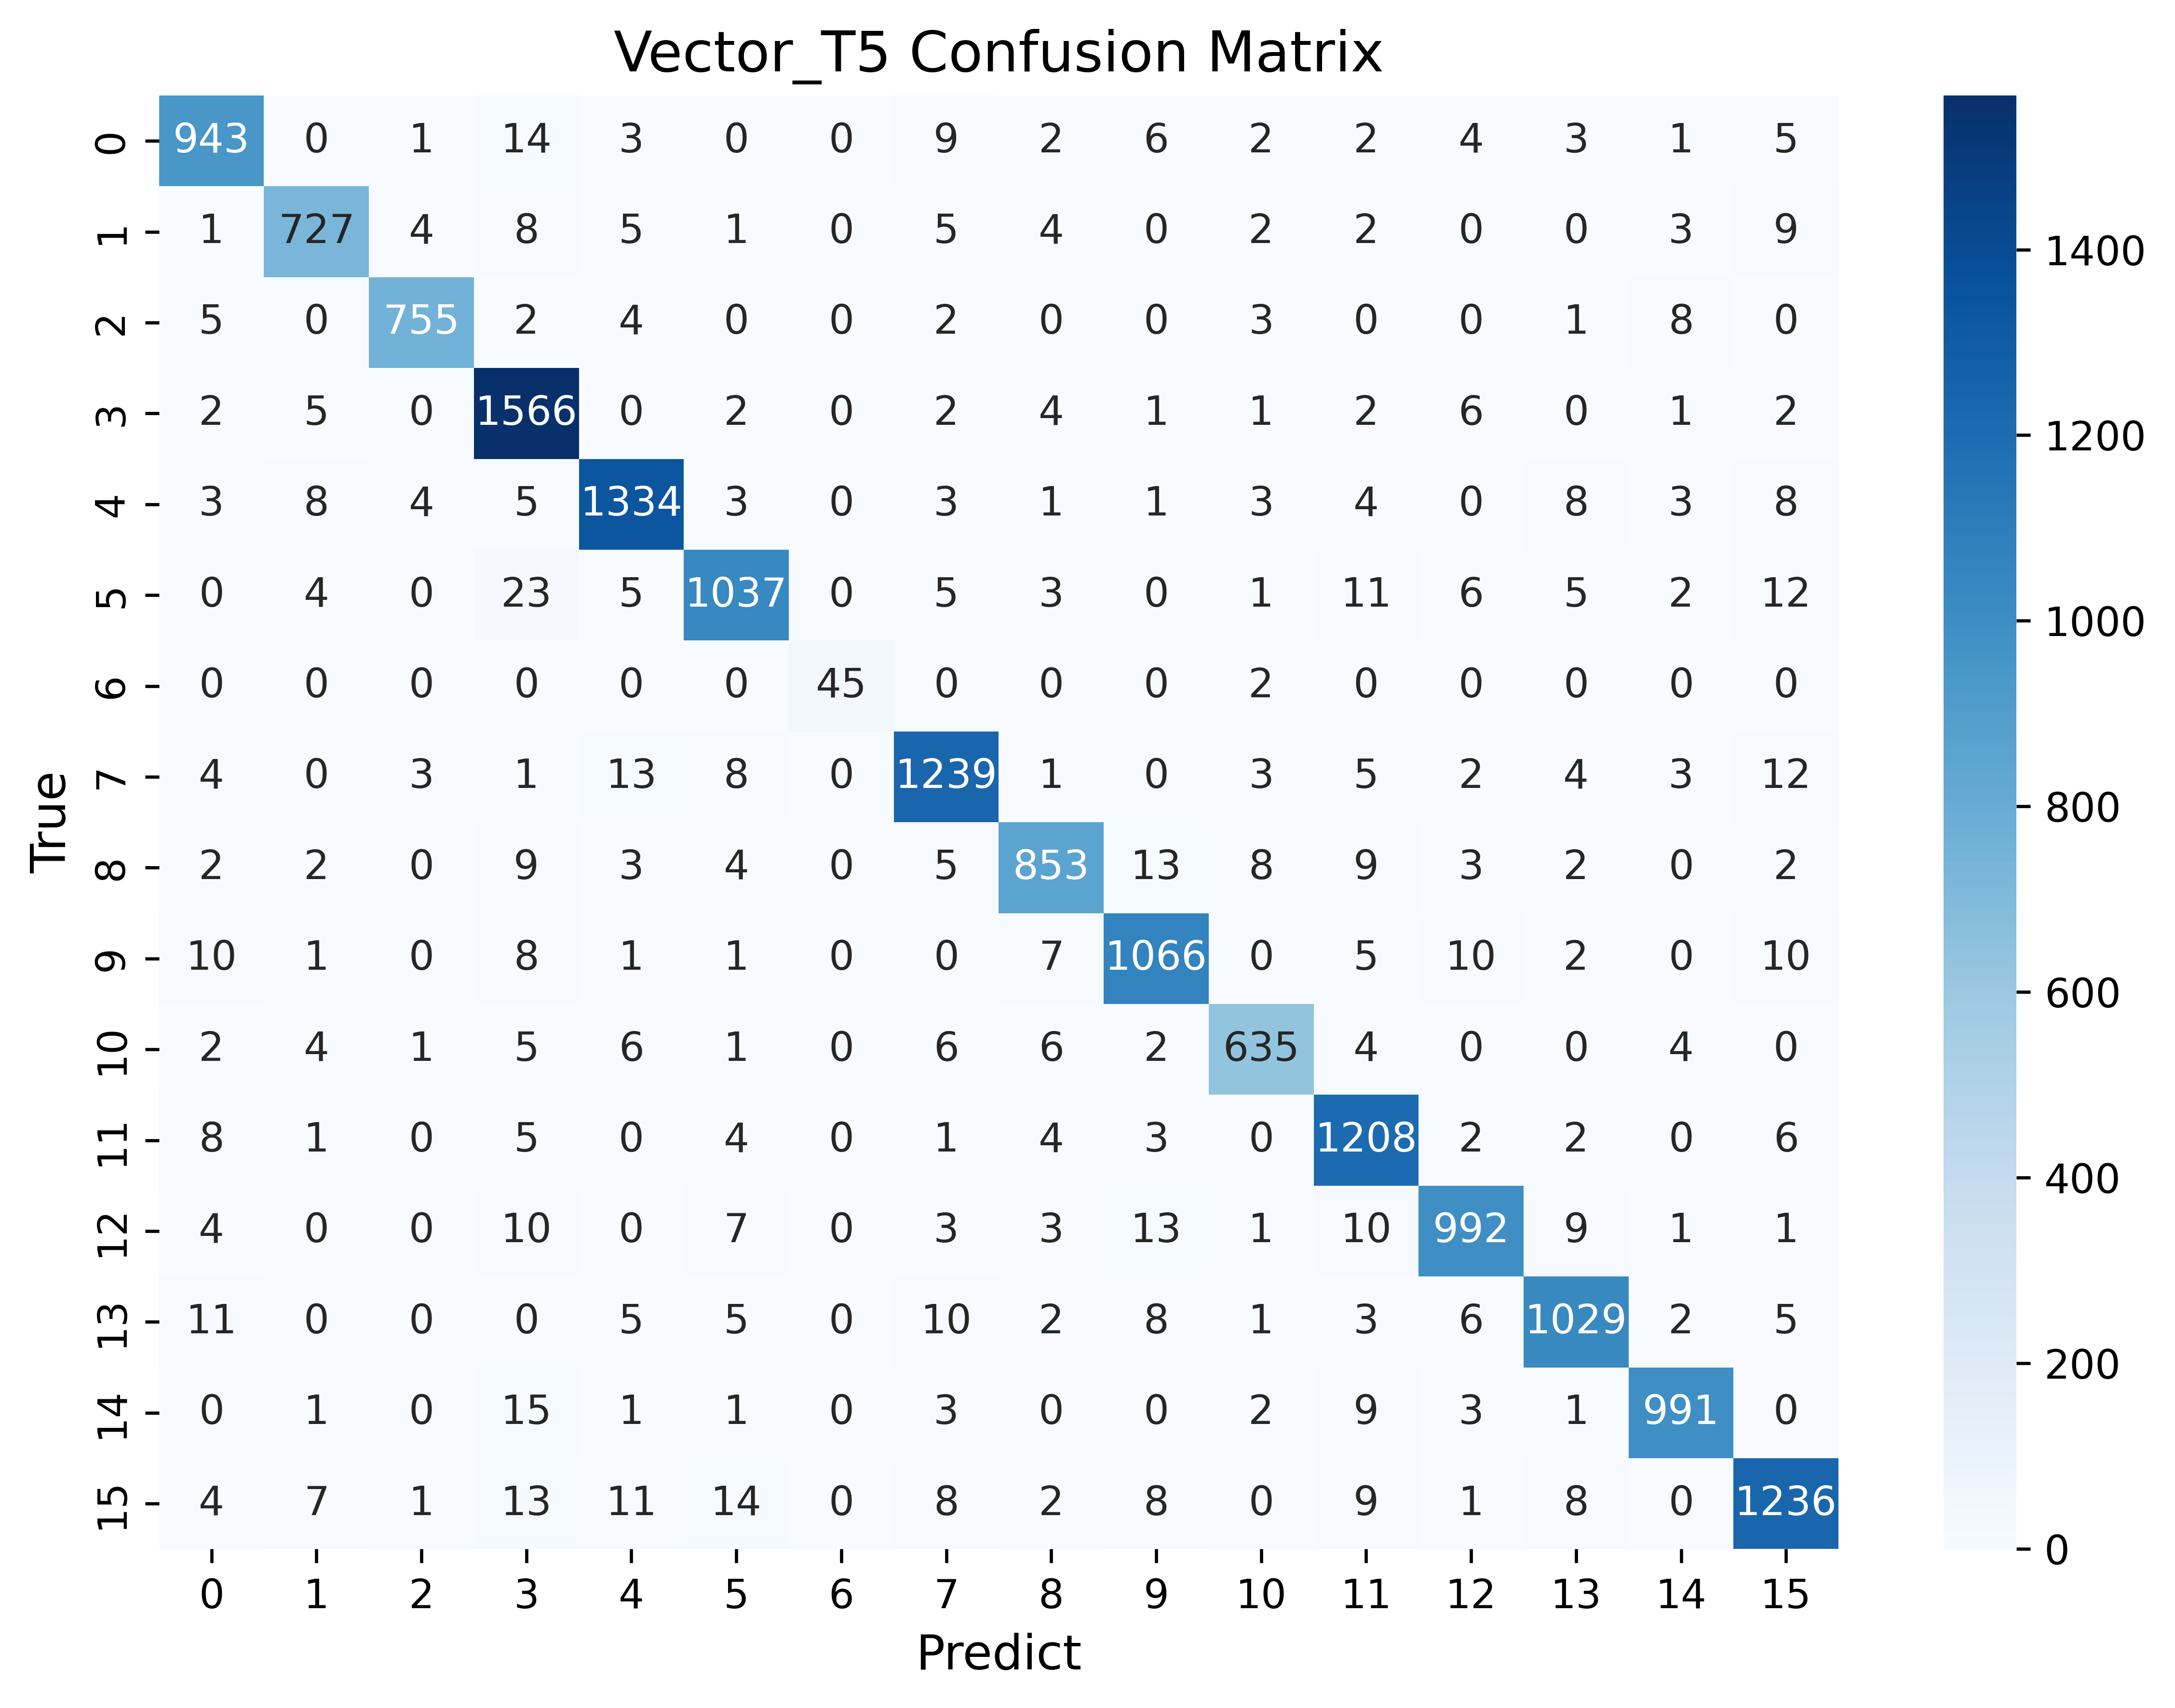 Vector_T5 Confusion Matrix
0 943 0 1 14 3 0 0 9 2 6 2 2 4 3 1 5
1 1 727 4 8 5 1 0 5 4 0 2 2 0 0 3 9
2 5 0 755 2 4 0 0 2 0 0 3 0 0 1 8 0
3 2 5 0 1566 0 2 0 2 4 1 1 2 6 0 1 2
4 3 8 4 5 1334 3 0 3 1 1 3 4 0 8 3 8
5 0 4 0 23 5 1037 0 5 3 0 1 11 6 5 2 12
6 0 0 0 0 0 0 45 0 0 0 2 0 0 0 0 0
7 4 0 3 1 13 8 0 1239 1 0 3 5 2 4 3 12
8 2 2 0 9 3 4 0 5 853 13 8 9 3 2 0 2
9 10 1 0 8 1 1 0 0 7 1066 0 5 10 2 0 10
10 2 4 1 5 6 1 0 6 6 2 635 4 0 0 4 0
11 8 1 0 5 0 4 0 1 4 3 0 1208 2 2 0 6
12 4 0 0 10 0 7 0 3 3 13 1 10 992 9 1 1
13 11 0 0 0 5 5 0 10 2 8 1 3 6 1029 2 5
14 0 1 0 15 1 1 0 3 0 0 2 9 3 1 991 0
15 4 7 1 13 11 14 0 8 2 8 0 9 1 8 0 1236
0 1 2 3 4 5 6 7 8 9 10 11 12 13 14 15
Predict
True
1400
1200
1000
800
600
400
200
0